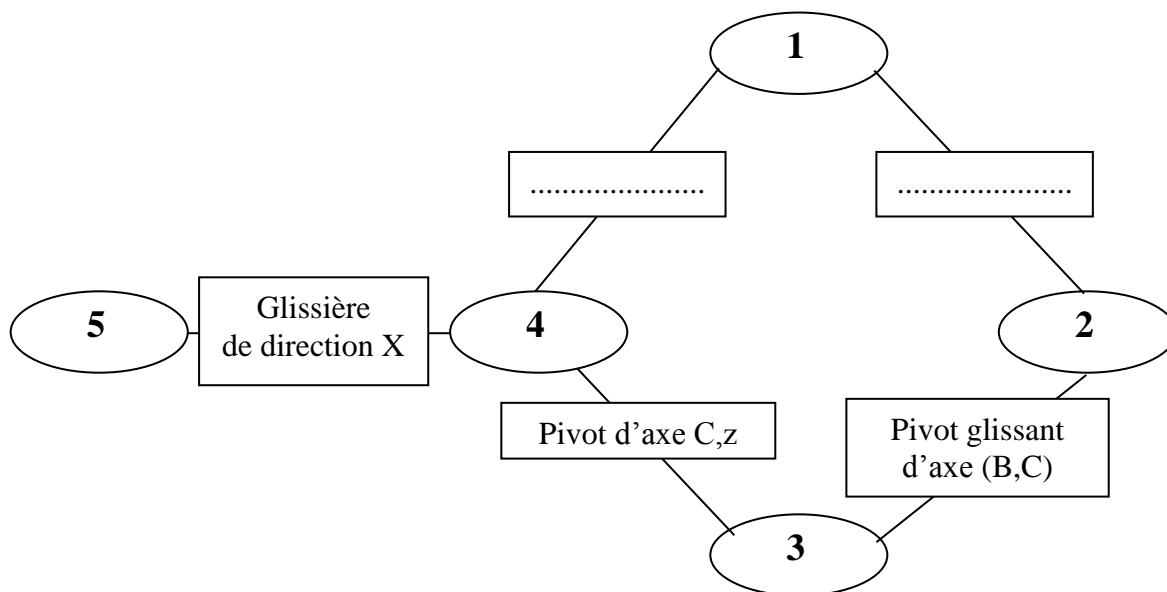 1
...................... ......................
5
Glissière
de direction X
4
2
Pivot d'axe C,z
Pivot glissant
d'axe (B,C)
3